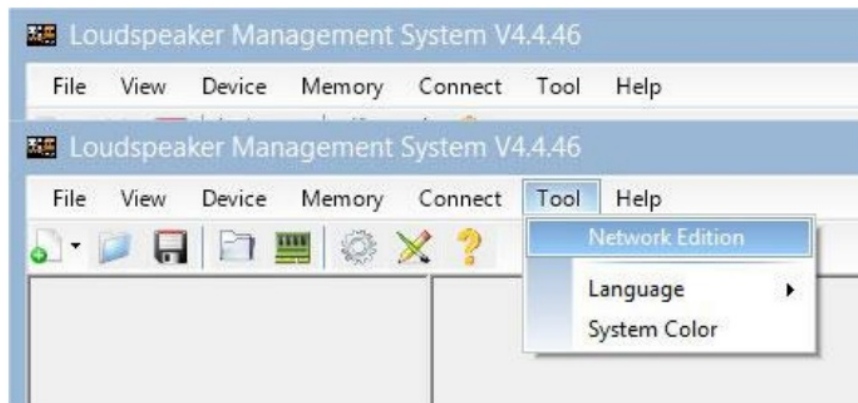 Loudspeaker Management System V4.4.46
File View Device Memory Connect Tool Help
Loudspeaker Management System V4.4.46
File View Device Memory Connect Tool Help
Network Edition
Language
System Color